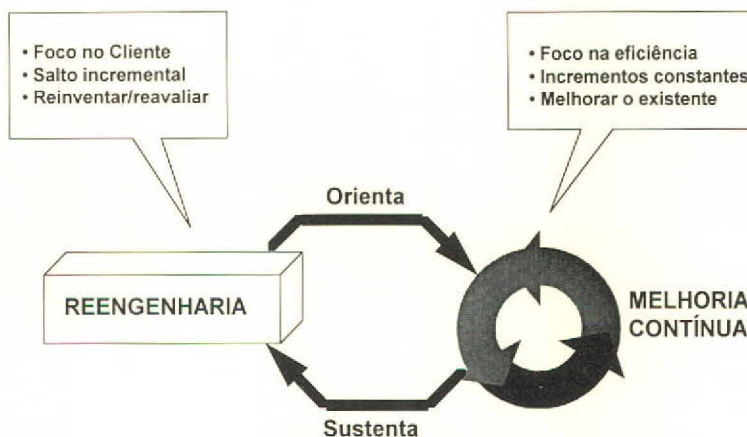 • Foco no Cliente
• Salto incremental
• Reinventar/reavaliar
• Foco na eficiência
• Incrementos constantes
• Melhorar o existente
Orienta
REENGENHARIA
MELHORIA
CONTÍNUA
Sustenta